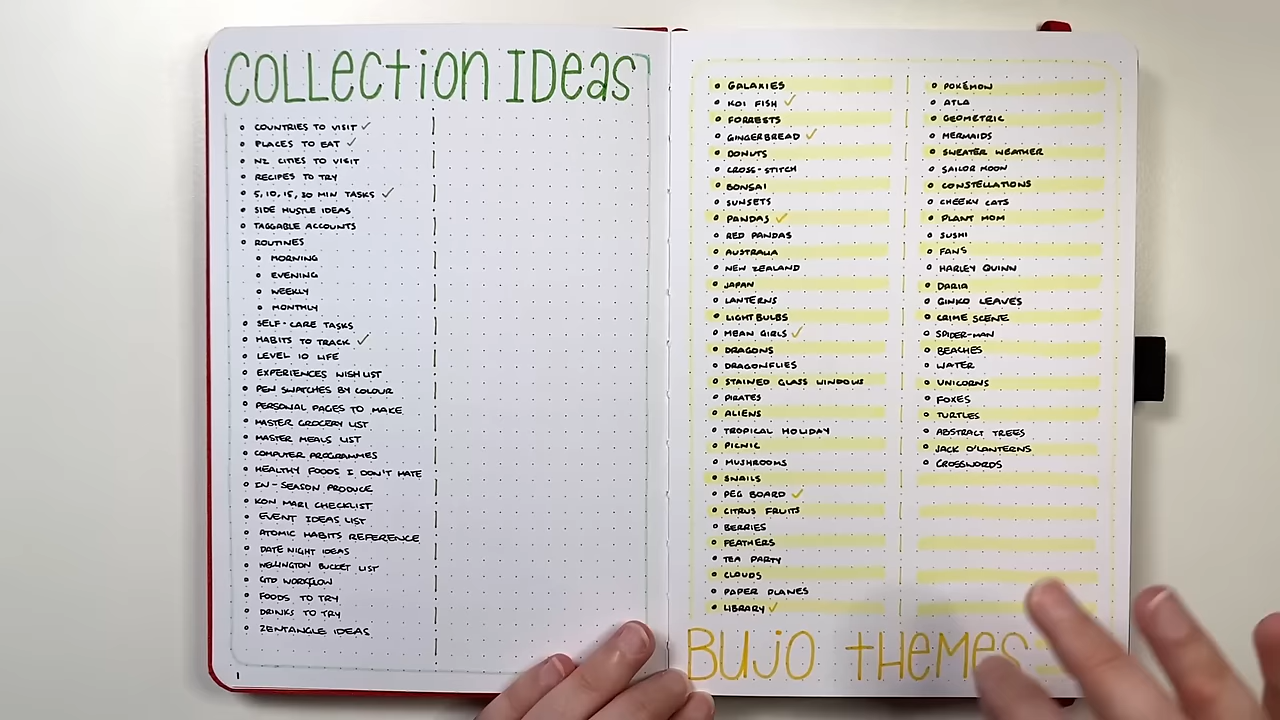 COLLECTION IDEAS
COUNTRIES TO VISIT ✓
PLACES TO EAT ✓
NZ CITIES TO VISIT
RECIPES TO TRY
5, 10, 15, 30 MIN TASKS ✓
SIDE HUSTLE IDEAS
TAGGABLE ACCOUNTS
ROUTINES
MORNING
EVENING
WEEKLY
MONTHLY
SELF-CARE TASKS
HABITS TO TRACK ✓
LEVEL 10 LIFE
EXPERIENCES WISHLIST
PEN SWATCHES BY COLOUR
PERSONAL PAGES TO MAKE
MASTER GROCERY LIST
MASTER MEALS LIST
COMPUTER PROGRAMMES
HEALTHY FOODS I DON'T HATE
IN-SEASON PRODUCE
KON MARI CHECKLIST
EVENT IDEAS LIST
ATOMIC HABITS REFERENCE
DATE NIGHT IDEAS
WELLINGTON BUCKET LIST
GTD WORKFLOW
FOODS TO TRY
DRINKS TO TRY
ZENTANGLE IDEAS
1
GALAXIES
KOI FISH ✓
FORRESTS
GINGERBREAD ✓
DONUTS
CROSS-STITCH
BONSAI
SUNSETS
PANDAS ✓
RED PANDAS
AUSTRALIA
NEW ZEALAND
JAPAN
LANTERNS
LIGHTBULBS
MEAN GIRLS ✓
DRAGONS
DRAGONFLIES
STAINED GLASS WINDOWS
PIRATES
ALIENS
TROPICAL HOLIDAY
PICNIC
MUSHROOMS
SNAILS
PEG BOARD ✓
CITRUS FRUITS
BERRIES
FEATHERS
TEA PARTY
CLOUDS
PAPER PLANES
LIBRARY ✓
POKÉMON
ATLA
GEOMETRIC
MERMAIDS
SWEATER WEATHER
SAILOR MOON
CONSTELLATIONS
CHEEKY CATS
PLANT MOM
SUSHI
FANS
HARLEY QUINN
DARIA
GINKO LEAVES
CRIME SCENE
SPIDER-MAN
BEACHES
WATER
UNICORNS
FOXES
TURTLES
ABSTRACT TREES
JACK O'LANTERNS
CROSSWORDS
BUJO THEMES